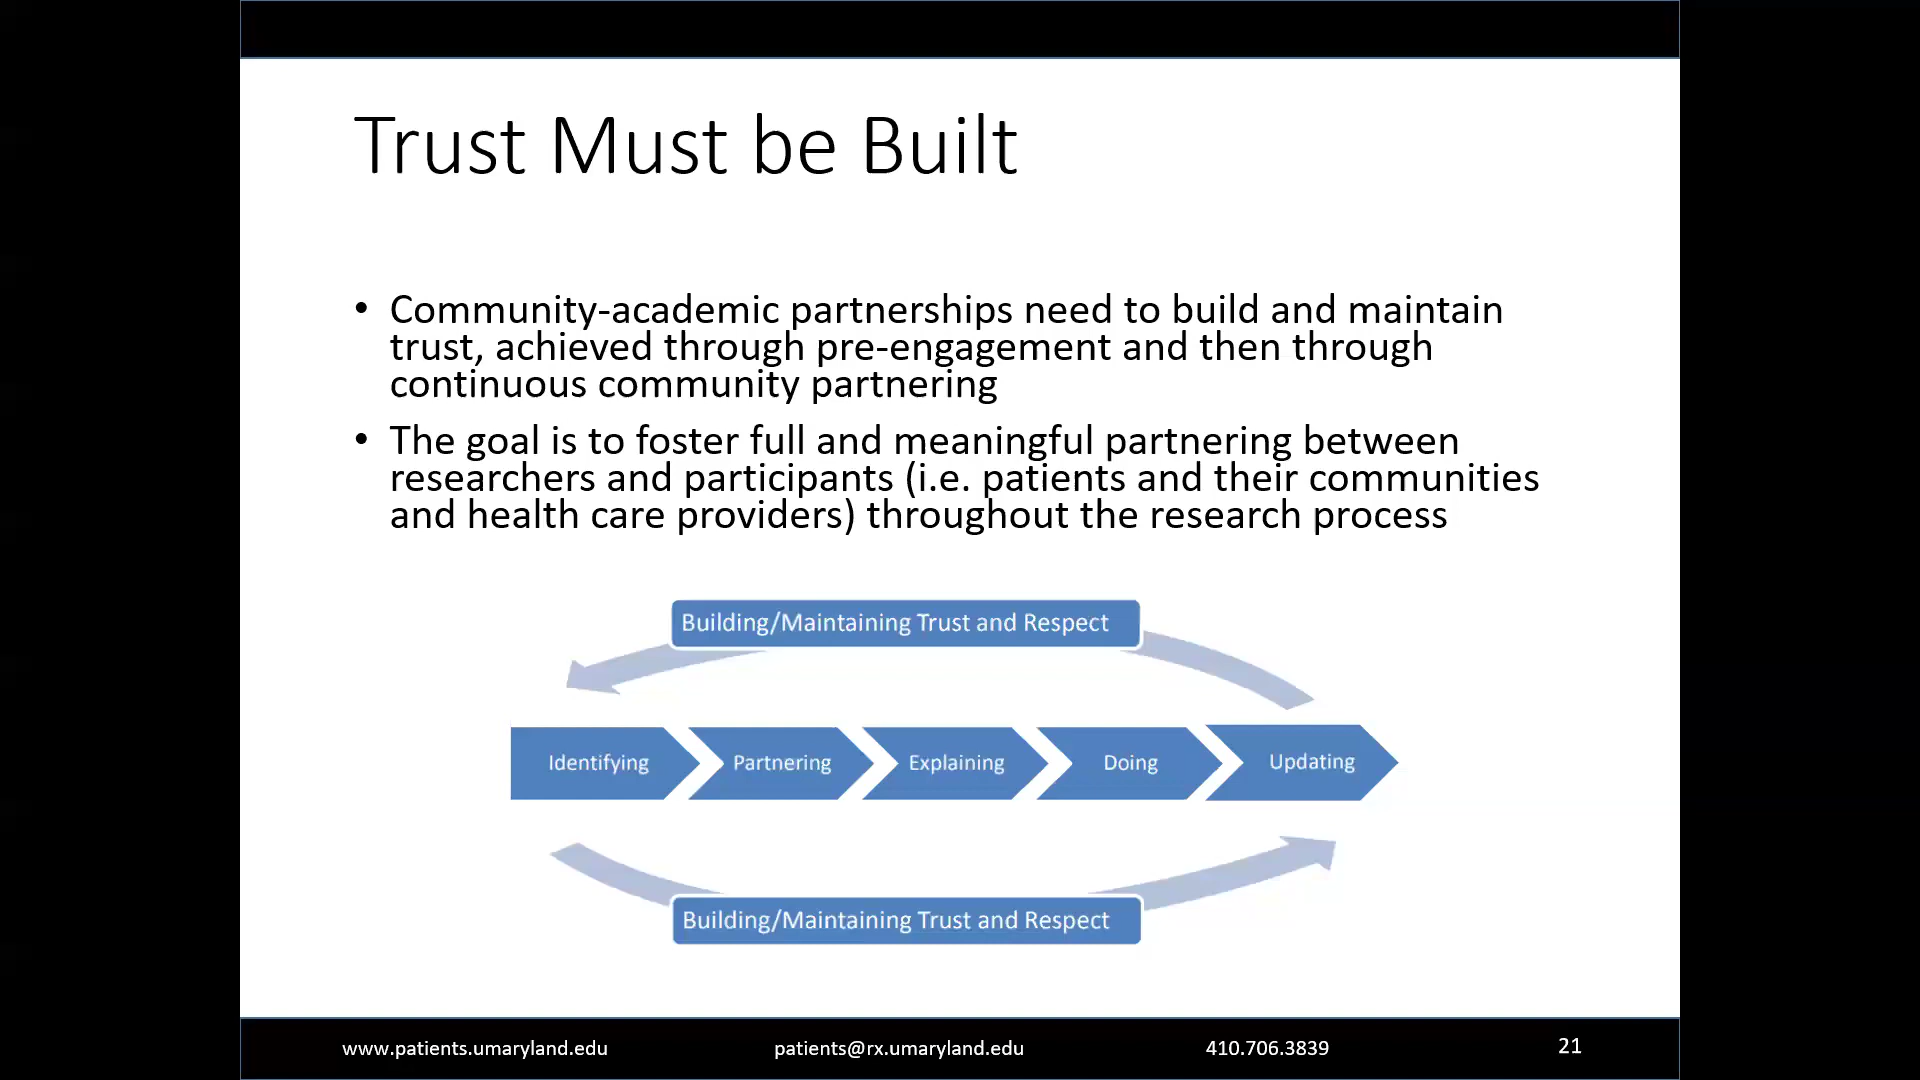 Trust Must be Built
• Community-academic partnerships need to build and maintain
trust, achieved through pre-engagement and then through
continuous community partnering
• The goal is to foster full and meaningful partnering between
researchers and participants (i.e. patients and their communities
and health care providers) throughout the research process
Building/Maintaining Trust and Respect
Identifying Partnering Explaining Doing Updating
Building/Maintaining Trust and Respect
www.patients.umaryland.edu patients@rx.umaryland.edu 410.706.3839 21